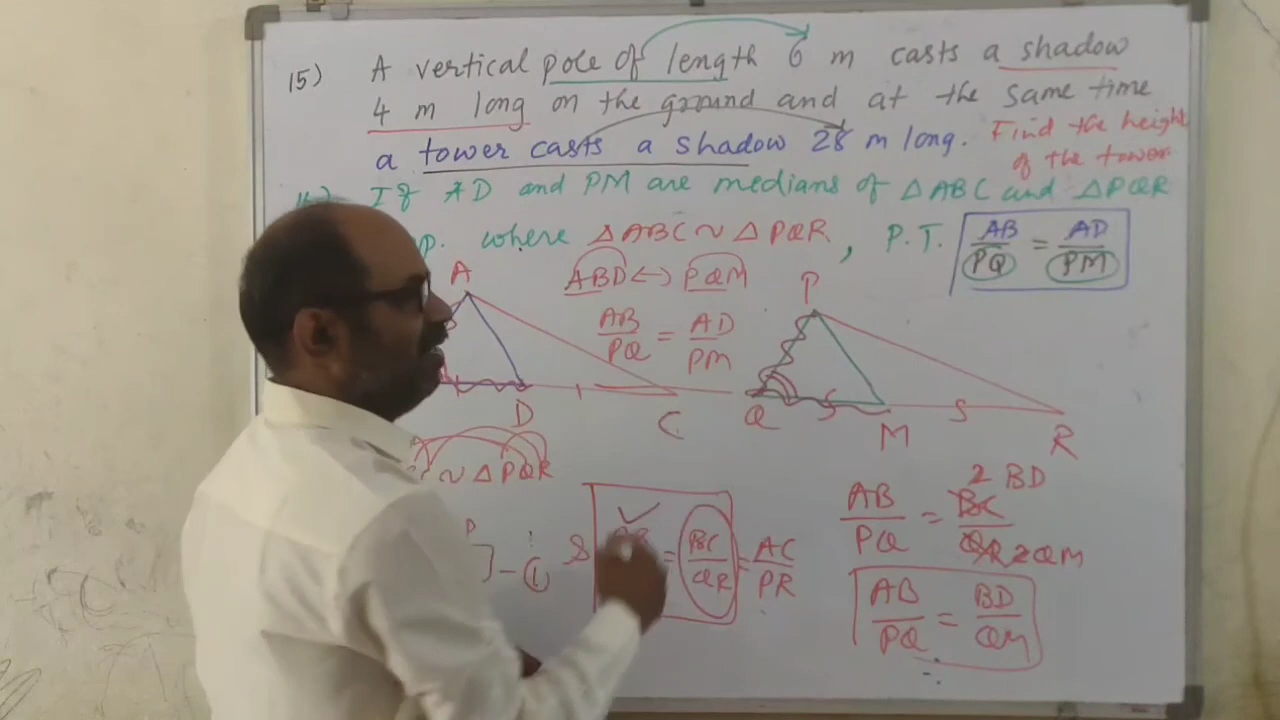 15) A vertical pole of length 6 m casts a shadow
4 m long on the ground and at the same time
a tower casts a shadow 28 m long. Find the height
of the tower
If AD and PM are medians of △ABC and △PQR
p. where △ABC ~ △PQR, P.T. AB/PQ = AD/PM
ABD ↔ PQM
AB/PQ = AD/PM
A
D
C
P
Q
M
R
~ △PQR
] - (1)
& = BC/QR = AC/PR
AB/PQ = 2 BD / 2 QM
AB/PQ = BD/QM